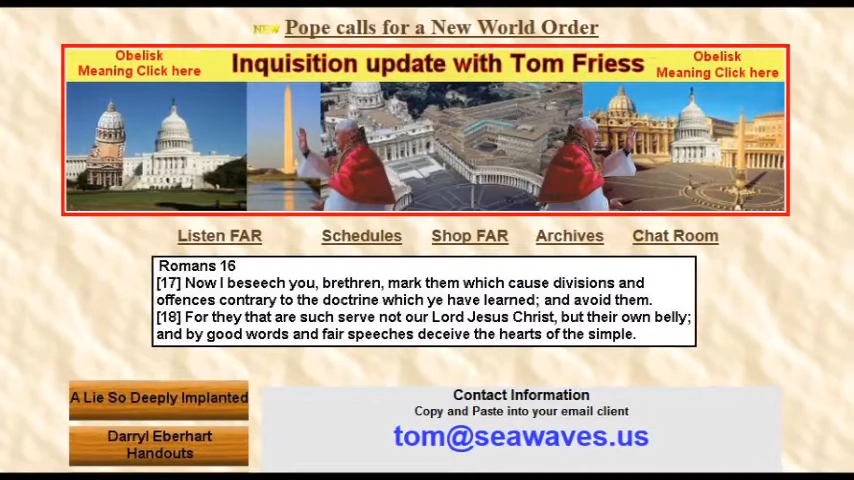 NEW Pope calls for a New World Order
Obelisk
Meaning Click here
Inquisition update with Tom Friess
Obelisk
Meaning Click here
Listen FAR Schedules Shop FAR Archives Chat Room
Romans 16
[17] Now I beseech you, brethren, mark them which cause divisions and
offences contrary to the doctrine which ye have learned; and avoid them.
[18] For they that are such serve not our Lord Jesus Christ, but their own belly;
and by good words and fair speeches deceive the hearts of the simple.
A Lie So Deeply Implanted
Darryl Eberhart
Handouts
Contact Information
Copy and Paste into your email client
tom@seawaves.us